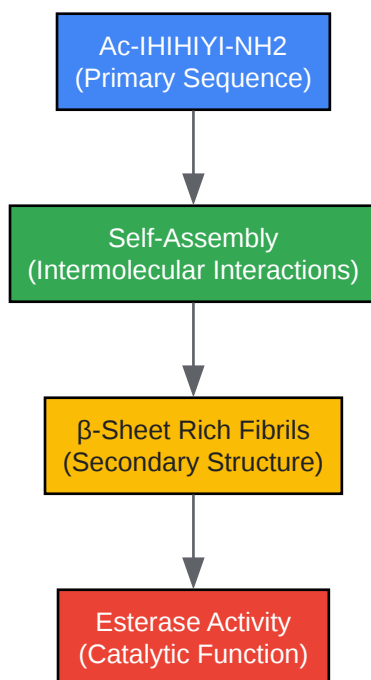 Ac-IHIHIYI-NH2
(Primary Sequence)
Self-Assembly
(Intermolecular Interactions)
β-Sheet Rich Fibrils
(Secondary Structure)
Esterase Activity
(Catalytic Function)